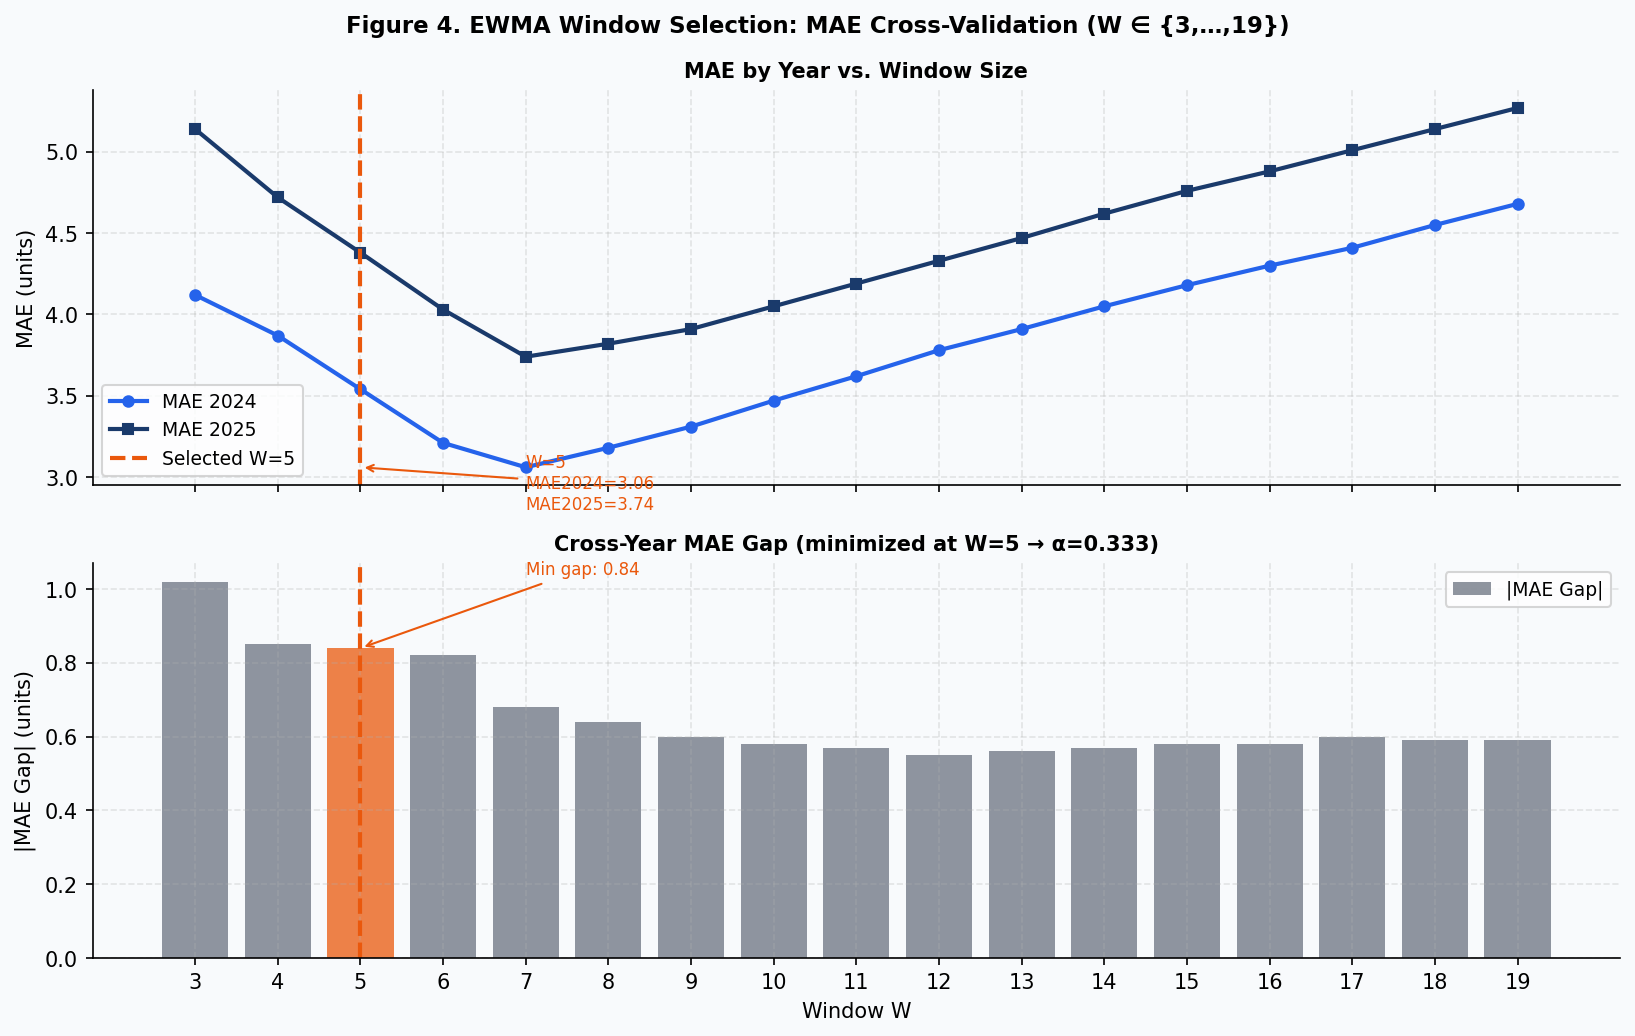 Figure 4. EWMA Window Selection: MAE Cross-Validation (W ∈ {3,...,19})
MAE by Year vs. Window Size
MAE (units)
5.0
4.5
4.0
3.5
3.0
MAE 2024
MAE 2025
Selected W=5
W=5
MAE2024=3.06
MAE2025=3.74
Cross-Year MAE Gap (minimized at W=5 → α=0.333)
Min gap: 0.84
|MAE Gap|
|MAE Gap| (units)
1.0
0.8
0.6
0.4
0.2
0.0
3 4 5 6 7 8 9 10 11 12 13 14 15 16 17 18 19
Window W